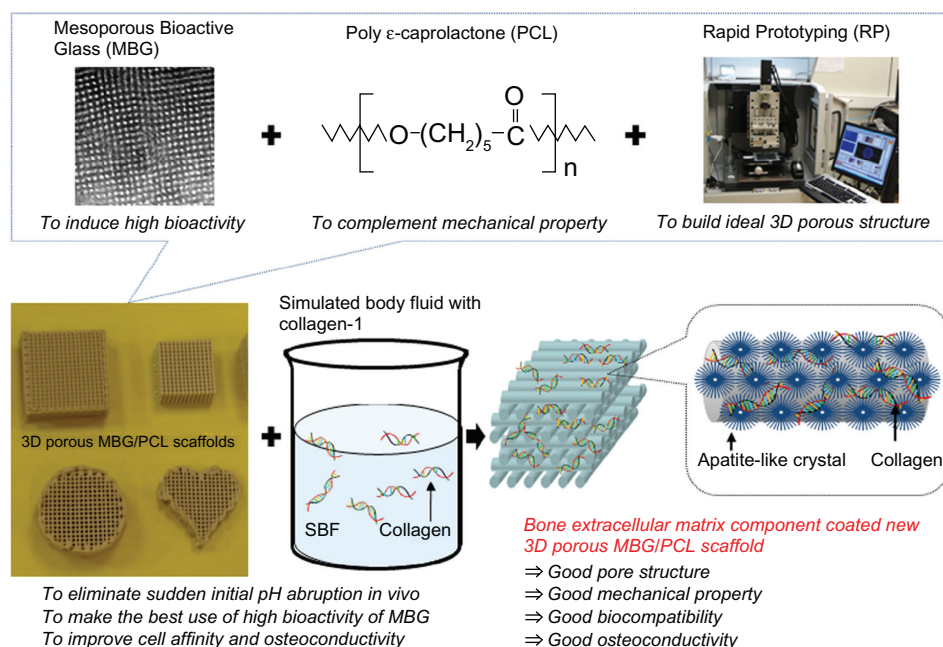 Mesoporous Bioactive
Glass (MBG)
Poly ε-caprolactone (PCL)
Rapid Prototyping (RP)
O
O-(CH2)5-C
n
To induce high bioactivity
To complement mechanical property
To build ideal 3D porous structure
Simulated body fluid with
collagen-1
3D porous MBG/PCL scaffolds
SBF
Collagen
Apatite-like crystal
Collagen
To eliminate sudden initial pH abruption in vivo
To make the best use of high bioactivity of MBG
To improve cell affinity and osteoconductivity
Bone extracellular matrix component coated new
3D porous MBG/PCL scaffold
⇒ Good pore structure
⇒ Good mechanical property
⇒ Good biocompatibility
⇒ Good osteoconductivity